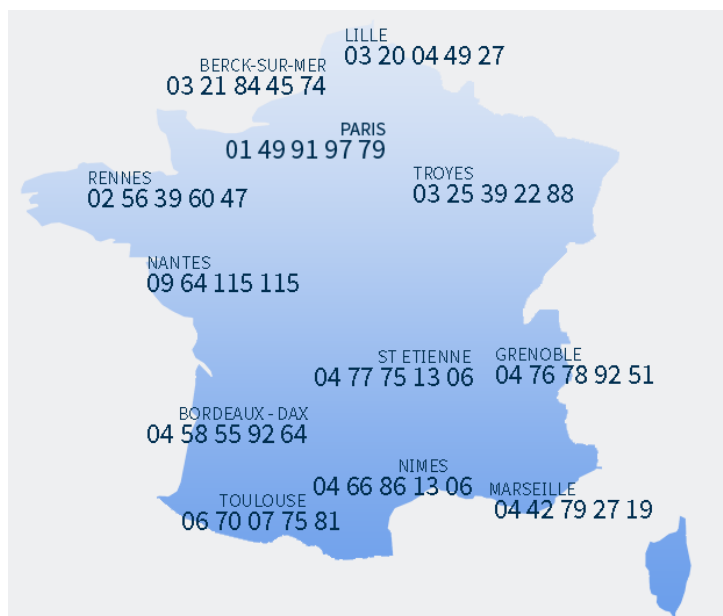 LILLE
03 20 04 49 27
BERCK-SUR-MER
03 21 84 45 74
PARIS
01 49 91 97 79
TROYES
03 25 39 22 88
RENNES
02 56 39 60 47
NANTES
09 64 115 115
ST ETIENNE
04 77 75 13 06
GRENOBLE
04 76 78 92 51
BORDEAUX - DAX
04 58 55 92 64
NIMES
04 66 86 13 06
MARSEILLE
04 42 79 27 19
TOULOUSE
06 70 07 75 81